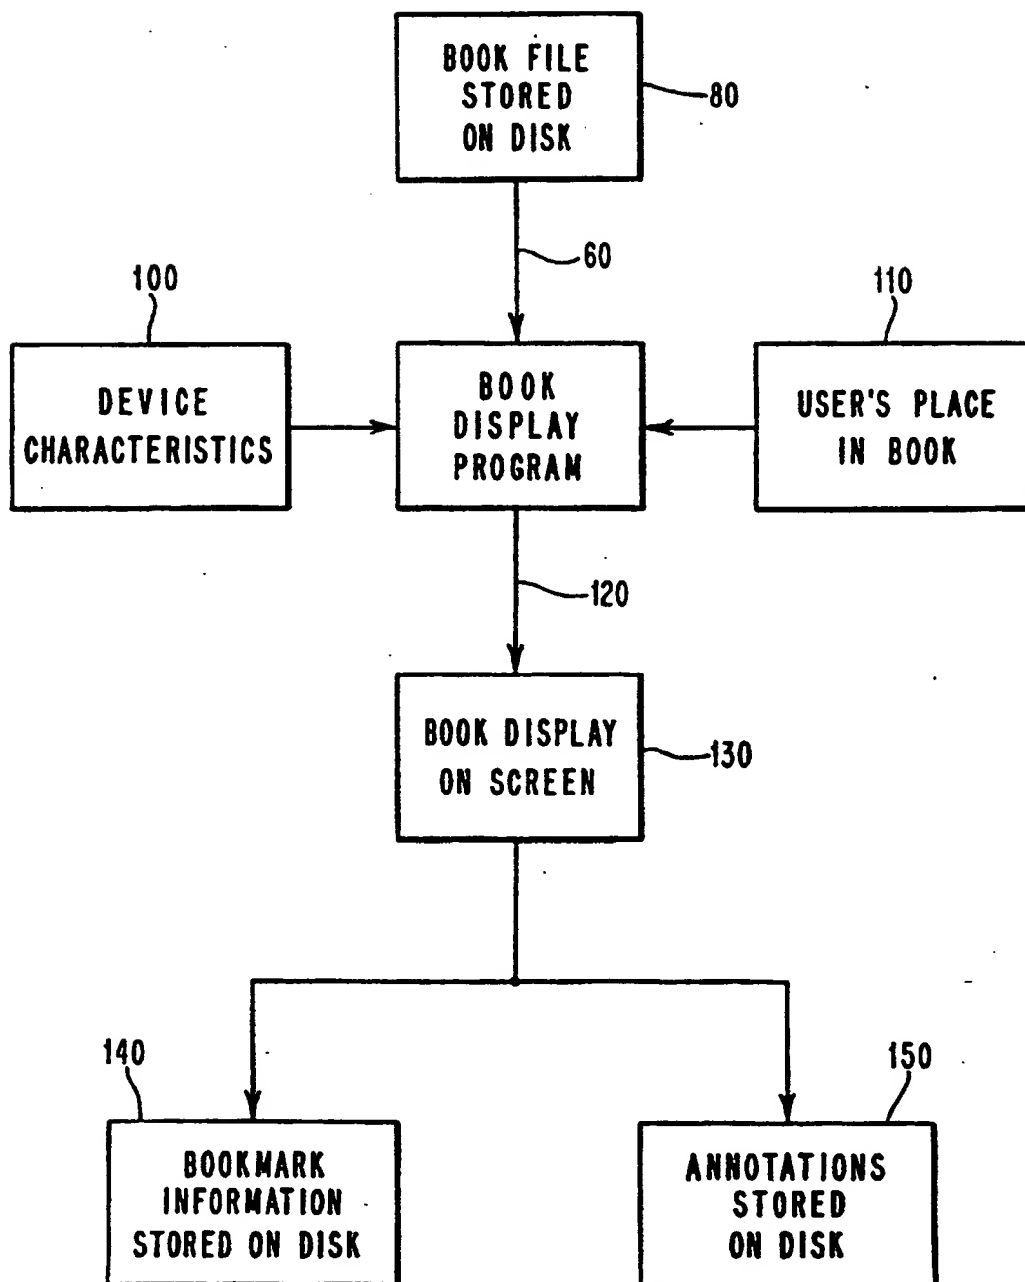 BOOK FILE
STORED
ON DISK
80
60
100
110
DEVICE
CHARACTERISTICS
BOOK
DISPLAY
PROGRAM
USER'S PLACE
IN BOOK
120
BOOK DISPLAY
ON SCREEN
130
140
150
BOOKMARK
INFORMATION
STORED ON DISK
ANNOTATIONS
STORED
ON DISK